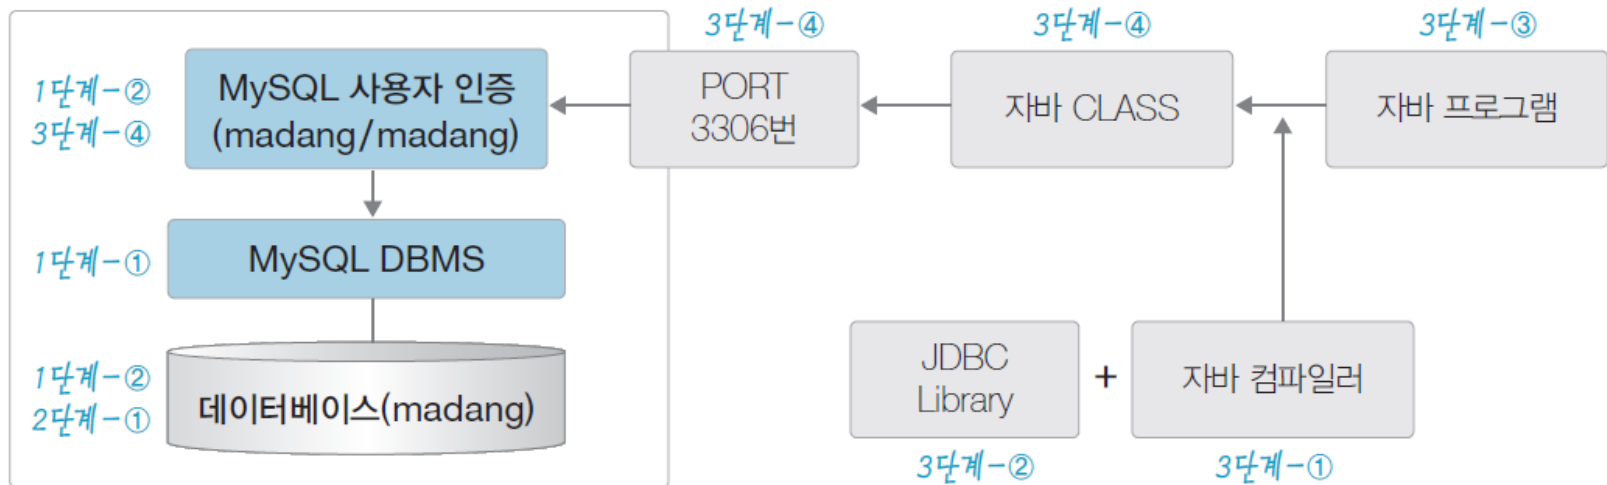 3단계-④
3단계-④
3단계-③
1단계-②
3단계-④
MySQL 사용자 인증
(madang/madang)
PORT
3306번
자바 CLASS
자바 프로그램
1단계-①
MySQL DBMS
1단계-②
2단계-①
데이터베이스(madang)
JDBC
Library
+
자바 컴파일러
3단계-②
3단계-①